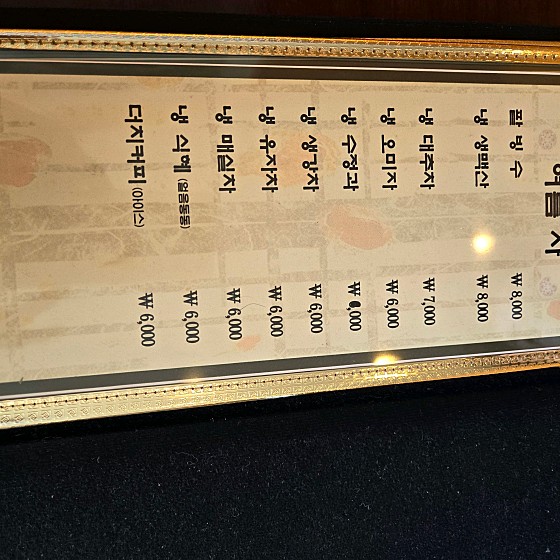 여름 차
팥 빙 수 ₩ 8,000
냉 생맥산 ₩ 8,000
냉 대추차 ₩ 7,000
냉 오미자 ₩ 6,000
냉 수정과 ₩ 6,000
냉 생강차 ₩ 6,000
냉 유자차 ₩ 6,000
냉 매실차 ₩ 6,000
냉 식혜 (얼음동동) ₩ 6,000
더치커피 (아이스) ₩ 6,000